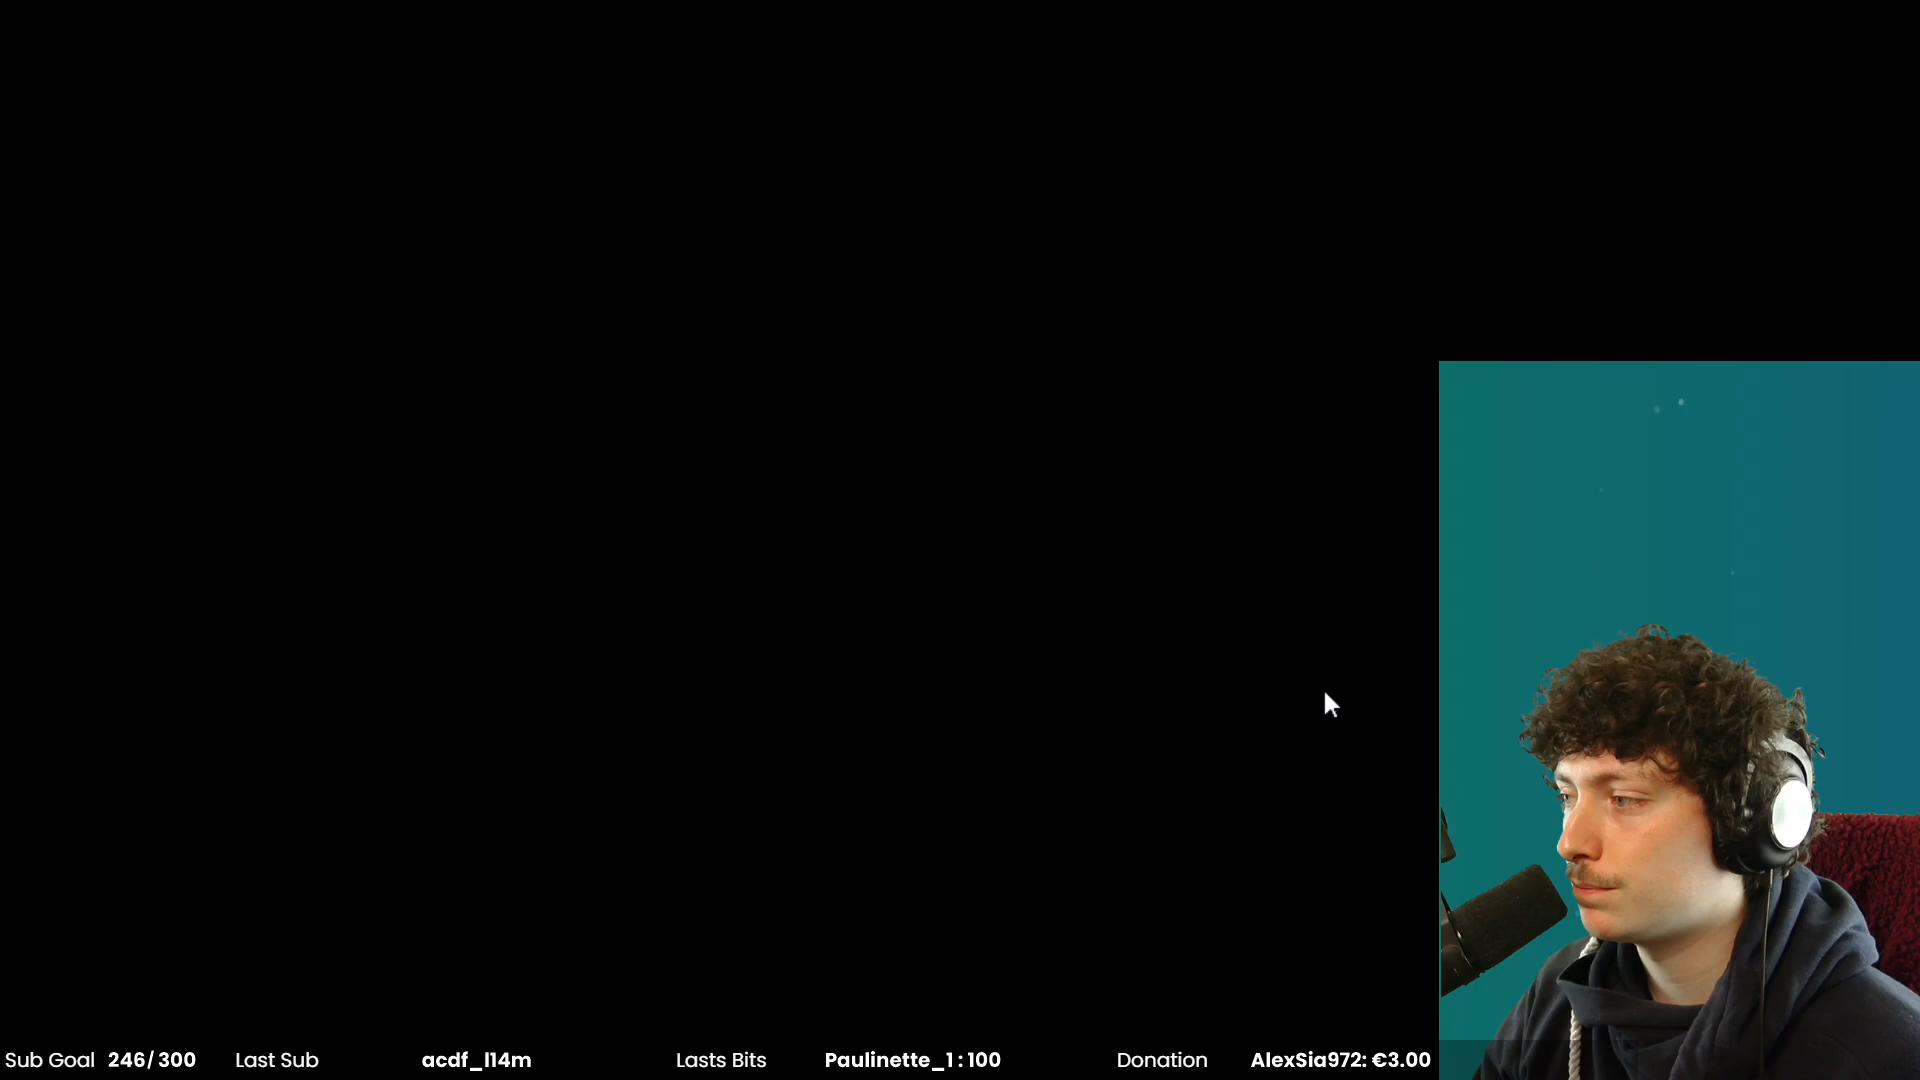 Sub Goal 246/300 Last Sub acdf_l14m Lasts Bits Paulinette_1 : 100 Donation AlexSia972: €3.00